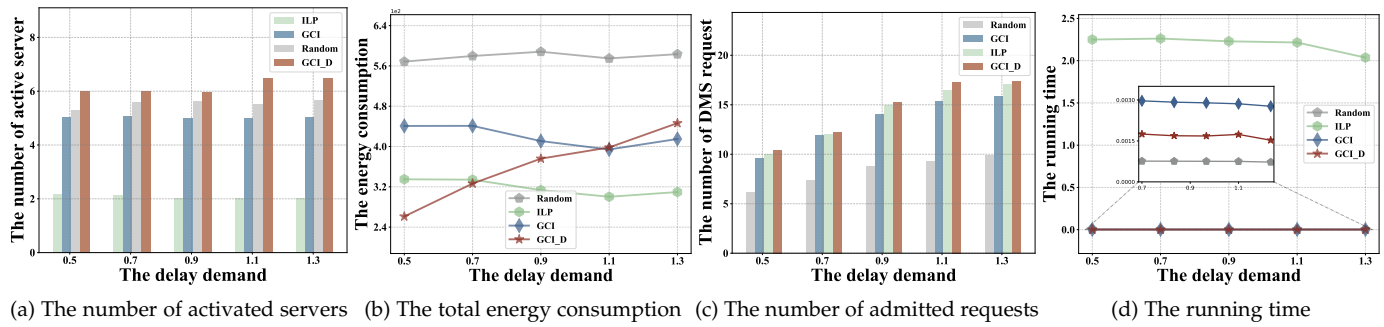 The number of active server
8
6
4
2
0
0.5 0.7 0.9 1.1 1.3
The delay demand
ILP
GCI
Random
GCI_D
(a) The number of activated servers
1e2
The energy consumption
6.4
5.6
4.8
4.0
3.2
2.4
0.5 0.7 0.9 1.1 1.3
The delay demand
Random
ILP
GCI
GCI_D
(b) The total energy consumption
The number of DMS request
20
15
10
5
0
0.5 0.7 0.9 1.1 1.3
The delay demand
Random
GCI
ILP
GCI_D
(c) The number of admitted requests
The running time
2.5
2.0
1.5
1.0
0.5
0.0
0.5 0.7 0.9 1.1 1.3
The delay demand
Random
ILP
GCI
GCI_D
0.0030
0.0015
0.0000
0.7 0.9 1.1
(d) The running time